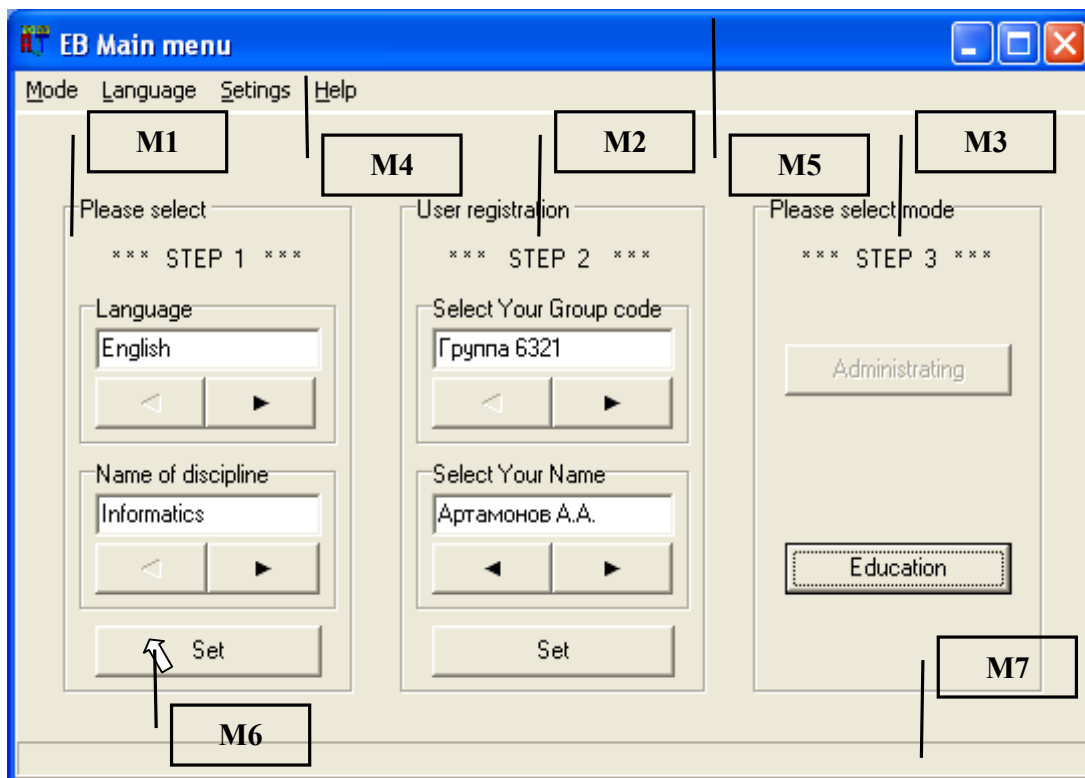 EB Main menu
Mode Language Setings Help
M1
M4
M2
M5
M3
Please select
*** STEP 1 ***
Language
English
Name of discipline
Informatics
Set
User registration
*** STEP 2 ***
Select Your Group code
Группа 6321
Select Your Name
Артамонов А.А.
Set
Please select mode
*** STEP 3 ***
Administrating
Education
M6
M7